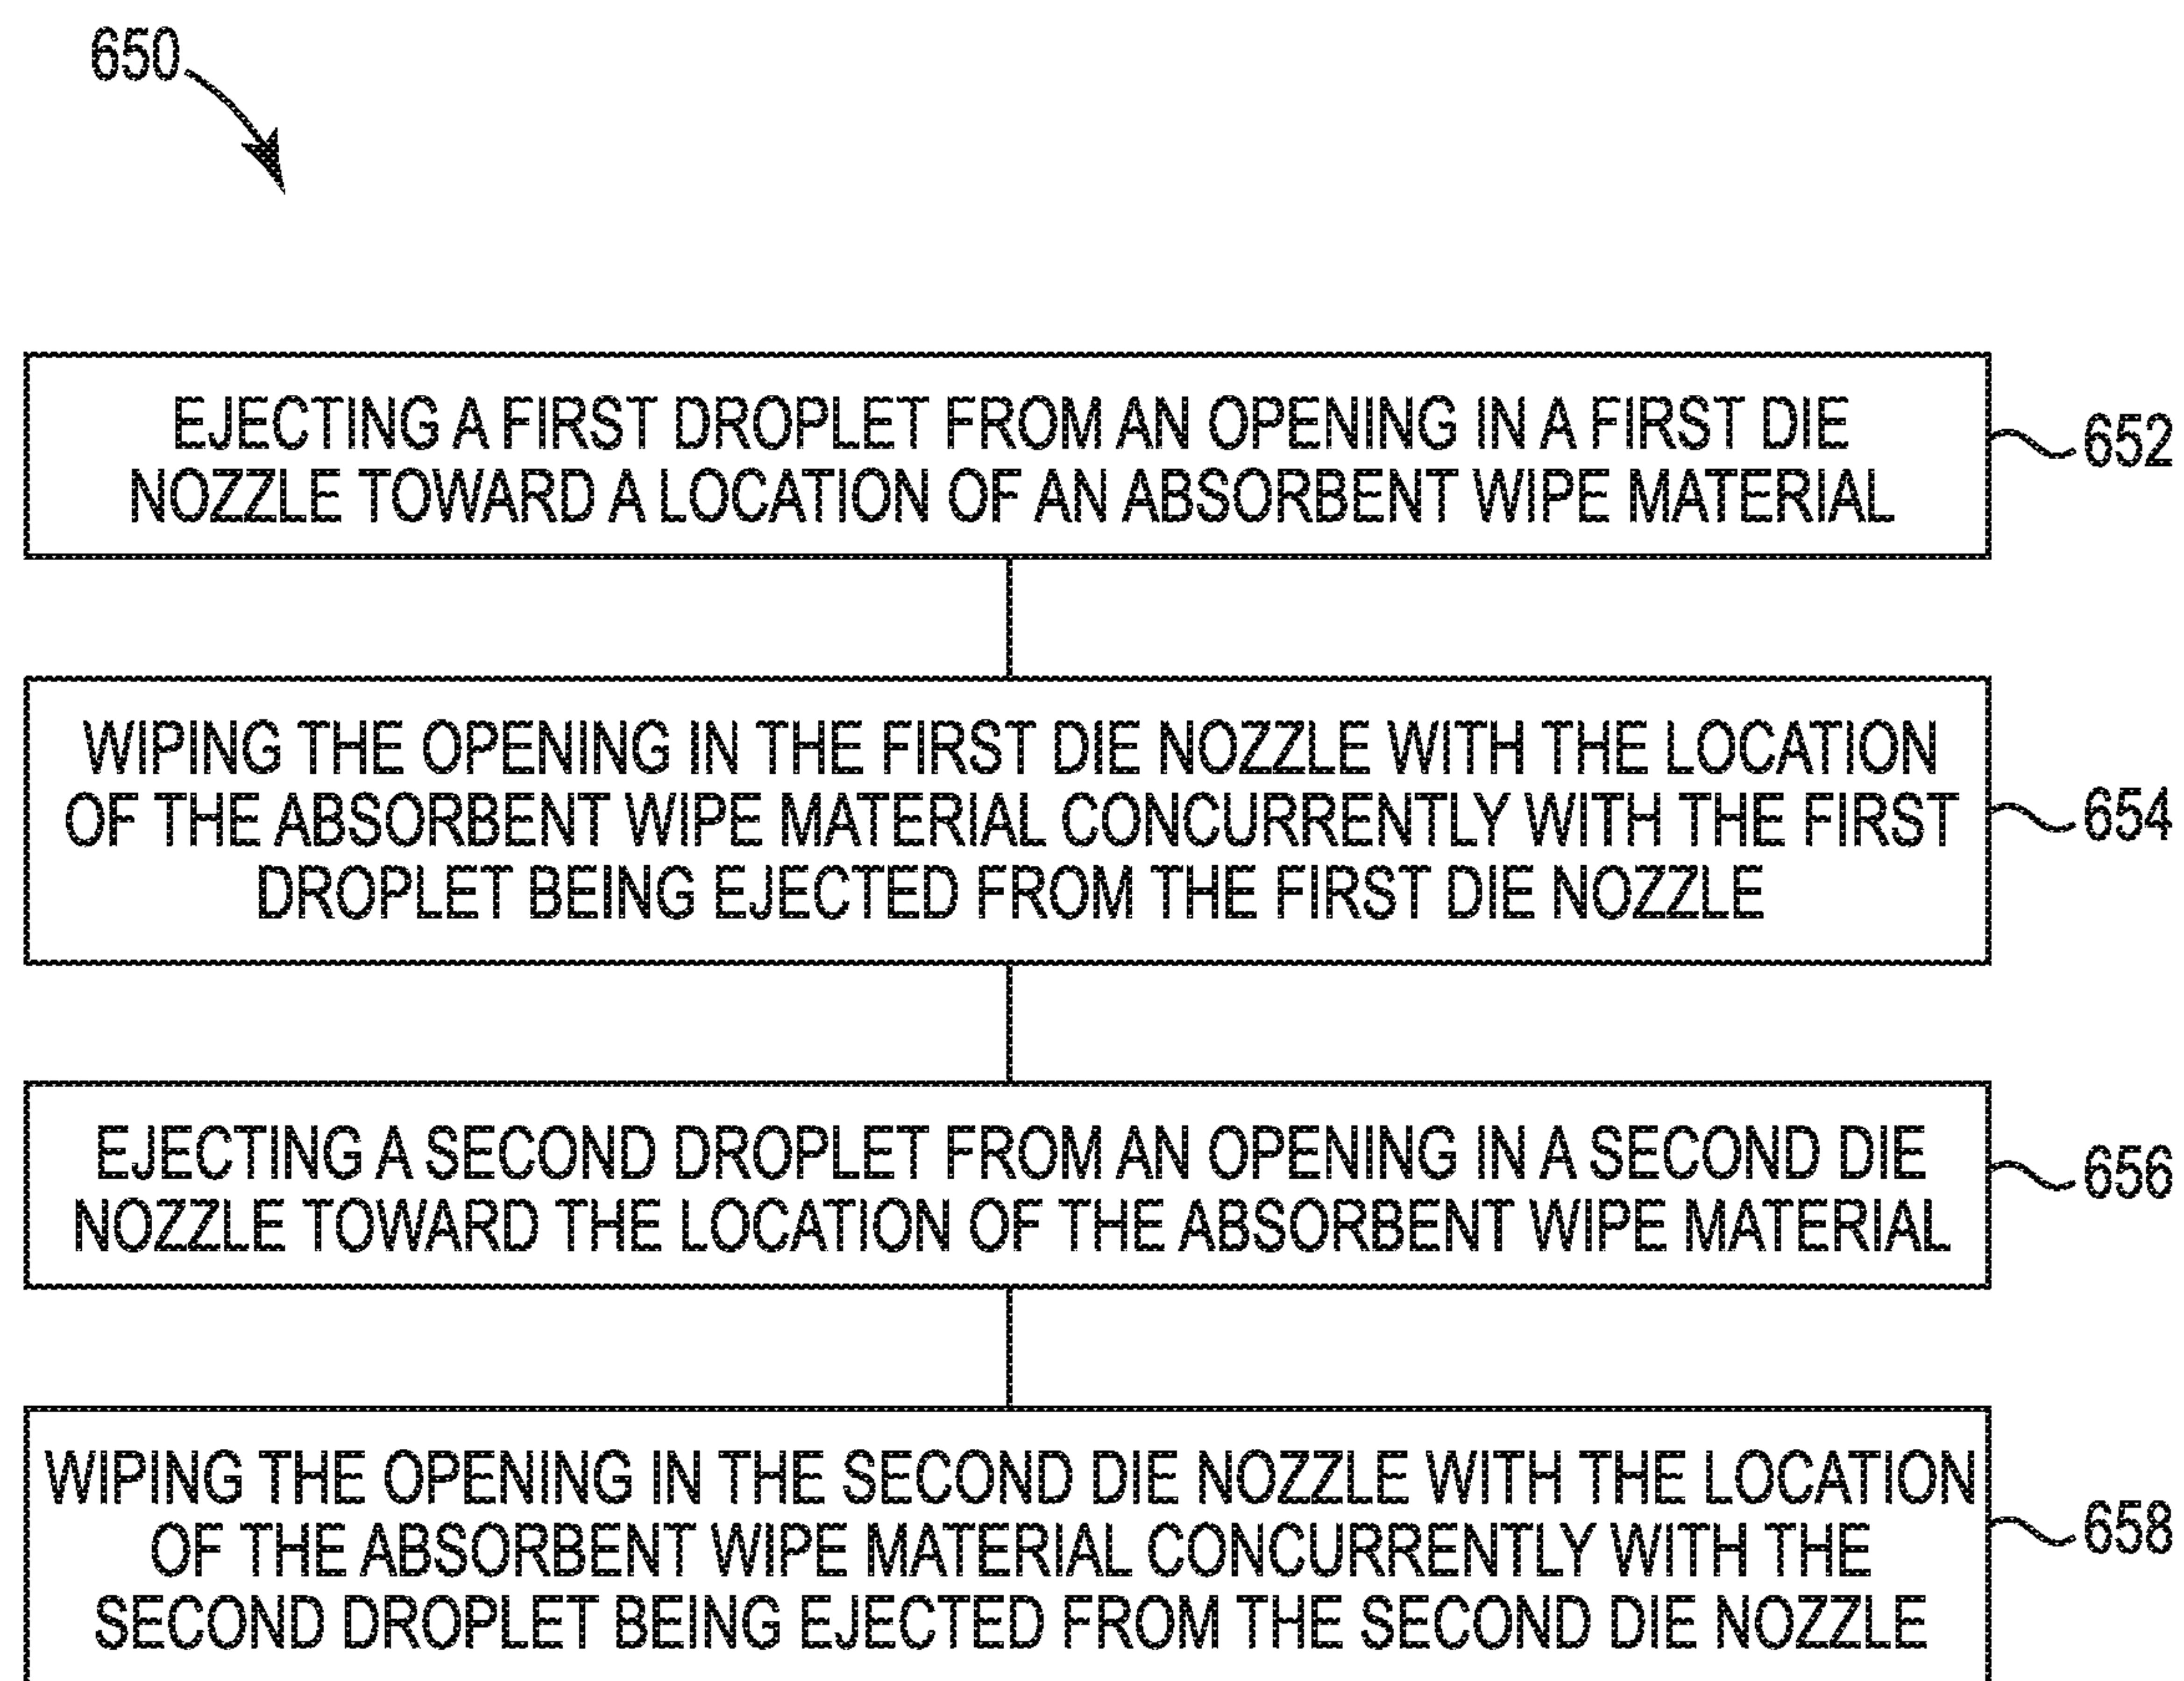 650
EJECTING A FIRST DROPLET FROM AN OPENING IN A FIRST DIE
NOZZLE TOWARD A LOCATION OF AN ABSORBENT WIPE MATERIAL
652
WIPING THE OPENING IN THE FIRST DIE NOZZLE WITH THE LOCATION
OF THE ABSORBENT WIPE MATERIAL CONCURRENTLY WITH THE FIRST
DROPLET BEING EJECTED FROM THE FIRST DIE NOZZLE
654
EJECTING A SECOND DROPLET FROM AN OPENING IN A SECOND DIE
NOZZLE TOWARD THE LOCATION OF THE ABSORBENT WIPE MATERIAL
656
WIPING THE OPENING IN THE SECOND DIE NOZZLE WITH THE LOCATION
OF THE ABSORBENT WIPE MATERIAL CONCURRENTLY WITH THE
SECOND DROPLET BEING EJECTED FROM THE SECOND DIE NOZZLE
658